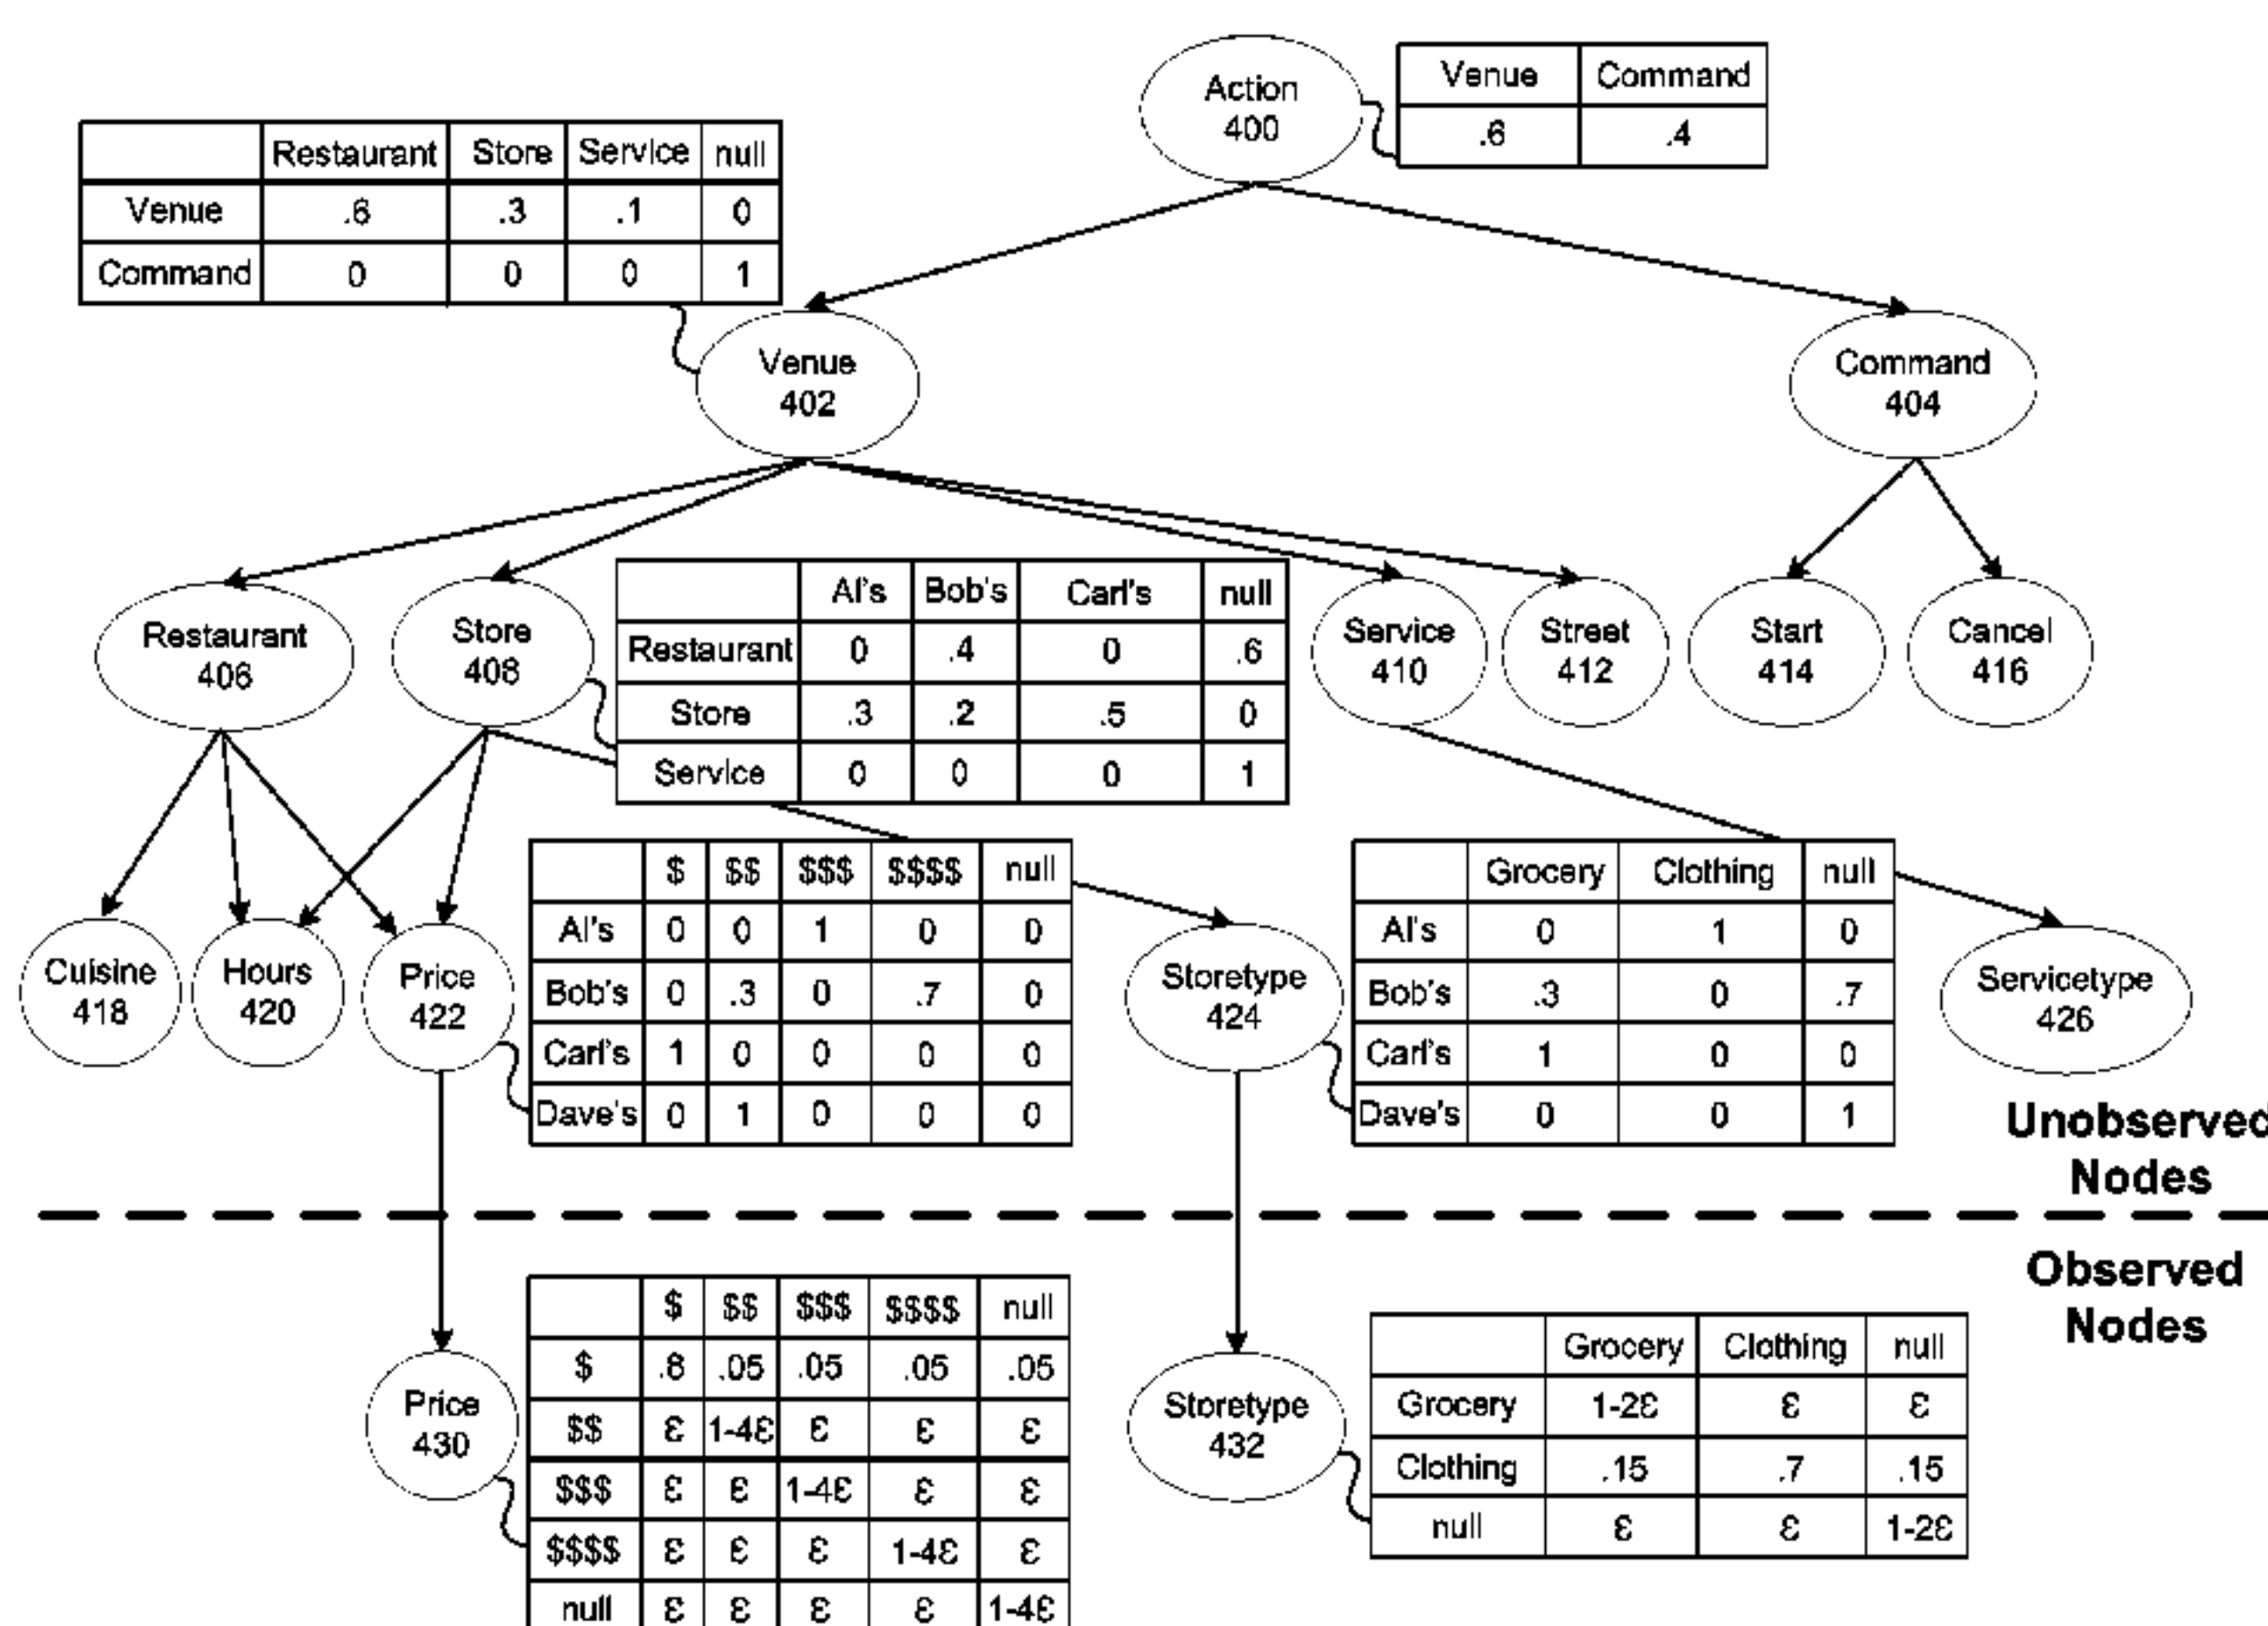 Action
400
Venue Command
.6 .4
Restaurant Store Service null
Venue .6 .3 .1 0
Command 0 0 0 1
Venue
402
Command
404
Restaurant
406
Store
408
Al's Bob's Carl's null
Restaurant 0 .4 0 .6
Store .3 .2 .5 0
Service 0 0 0 1
Service
410
Street
412
Start
414
Cancel
416
Cuisine
418
Hours
420
Price
422
$ $$ $$$ $$$$ null
Al's 0 0 1 0 0
Bob's 0 .3 0 .7 0
Carl's 1 0 0 0 0
Dave's 0 1 0 0 0
Storetype
424
Grocery Clothing null
Al's 0 1 0
Bob's .3 0 .7
Carl's 1 0 0
Dave's 0 0 1
Servicetype
426
Unobserved
Nodes
Observed
Nodes
Price
430
$ $$ $$$ $$$$ null
$ .8 .05 .05 .05 .05
$$ ε 1-4ε ε ε ε
$$$ ε ε 1-4ε ε ε
$$$$ ε ε ε 1-4ε ε
null ε ε ε ε 1-4ε
Storetype
432
Grocery Clothing null
Grocery 1-2ε ε ε
Clothing .15 .7 .15
null ε ε 1-2ε